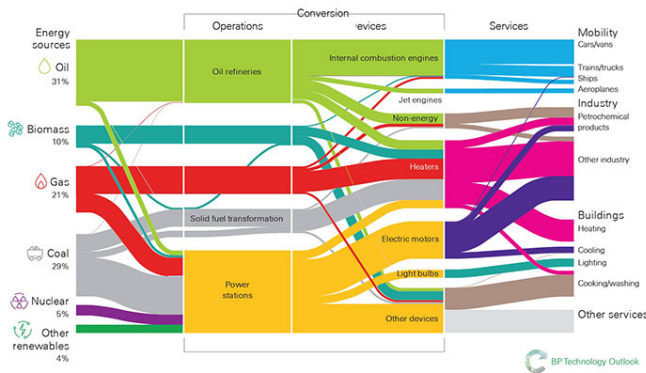 Conversion
Energy
sources
Operations
evices
Services
Mobility
Cars/vans
Trains/trucks
Ships
Aeroplanes
Oil
31%
Oil refineries
Internal combustion engines
Jet engines
Non-energy
Industry
Petrochemical
products
Other industry
Biomass
10%
Gas
21%
Heaters
Solid fuel transformation
Buildings
Heating
Cooling
Lighting
Cooking/washing
Coal
29%
Electric motors
Power
stations
Light bulbs
Nuclear
5%
Other devices
Other services
Other
renewables
4%
BP Technology Outlook